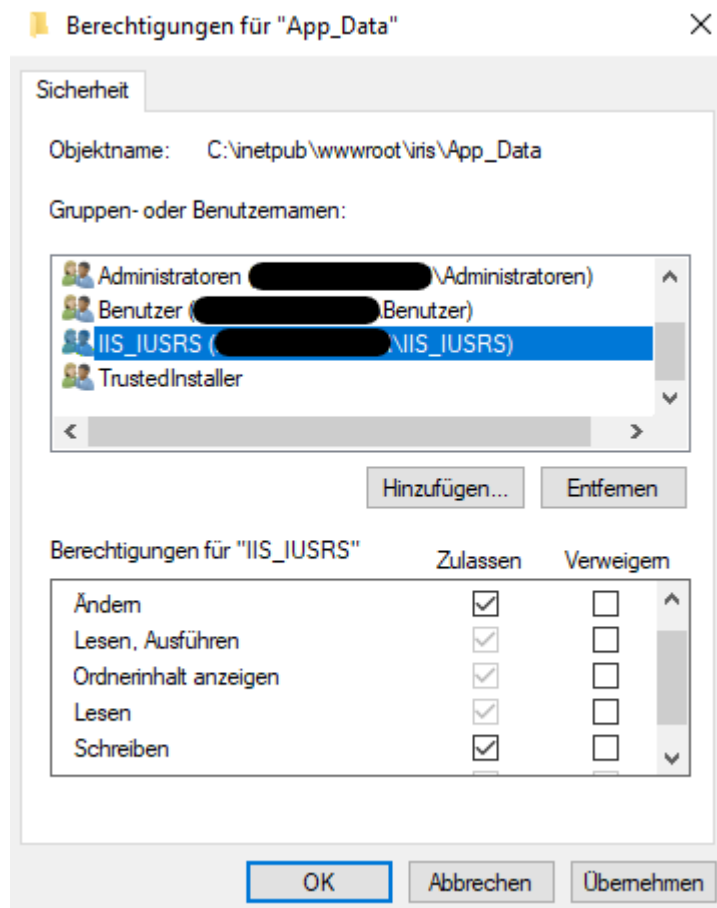 Berechtigungen für "App_Data"
Sicherheit
Objektname: C:\inetpub\wwwroot\iris\App_Data
Gruppen- oder Benutzernamen:
Administratoren \Administratoren)
Benutzer ( Benutzer)
IIS_IUSRS ( \IIS_IUSRS)
TrustedInstaller
Hinzufügen... Entfernen
Berechtigungen für "IIS_IUSRS" Zulassen Verweigern
Ändern
Lesen, Ausführen
Ordnerinhalt anzeigen
Lesen
Schreiben
OK Abbrechen Übernehmen